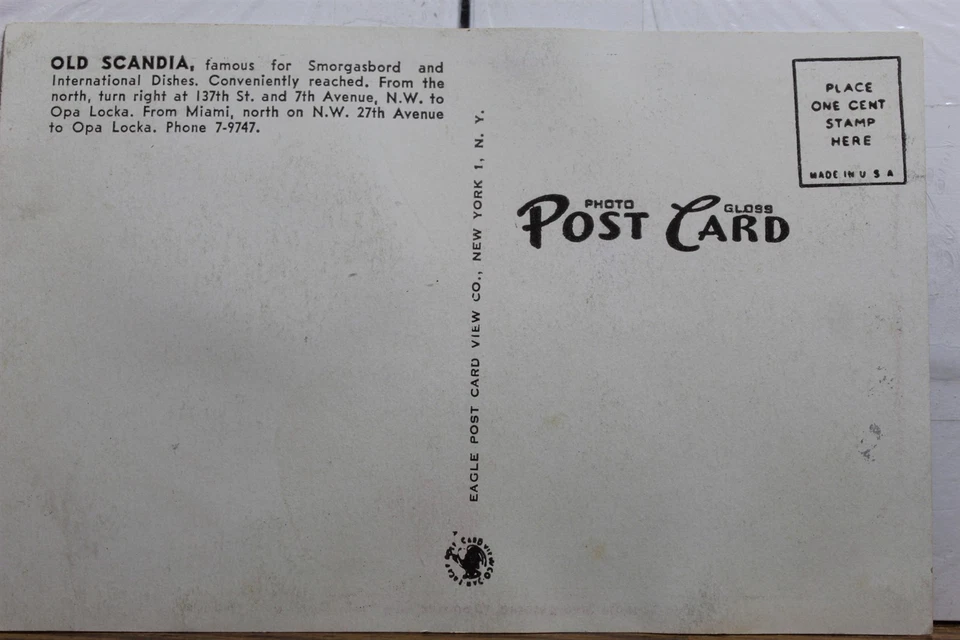 OLD SCANDIA, famous for Smorgasbord and
International Dishes. Conveniently reached. From the
north, turn right at 137th St. and 7th Avenue, N.W. to
Opa Locka. From Miami, north on N.W. 27th Avenue
to Opa Locka. Phone 7-9747.
EAGLE POST CARD VIEW CO., NEW YORK 1, N. Y.
PLACE
ONE CENT
STAMP
HERE
MADE IN U S A
PHOTO GLOSS
POST CARD